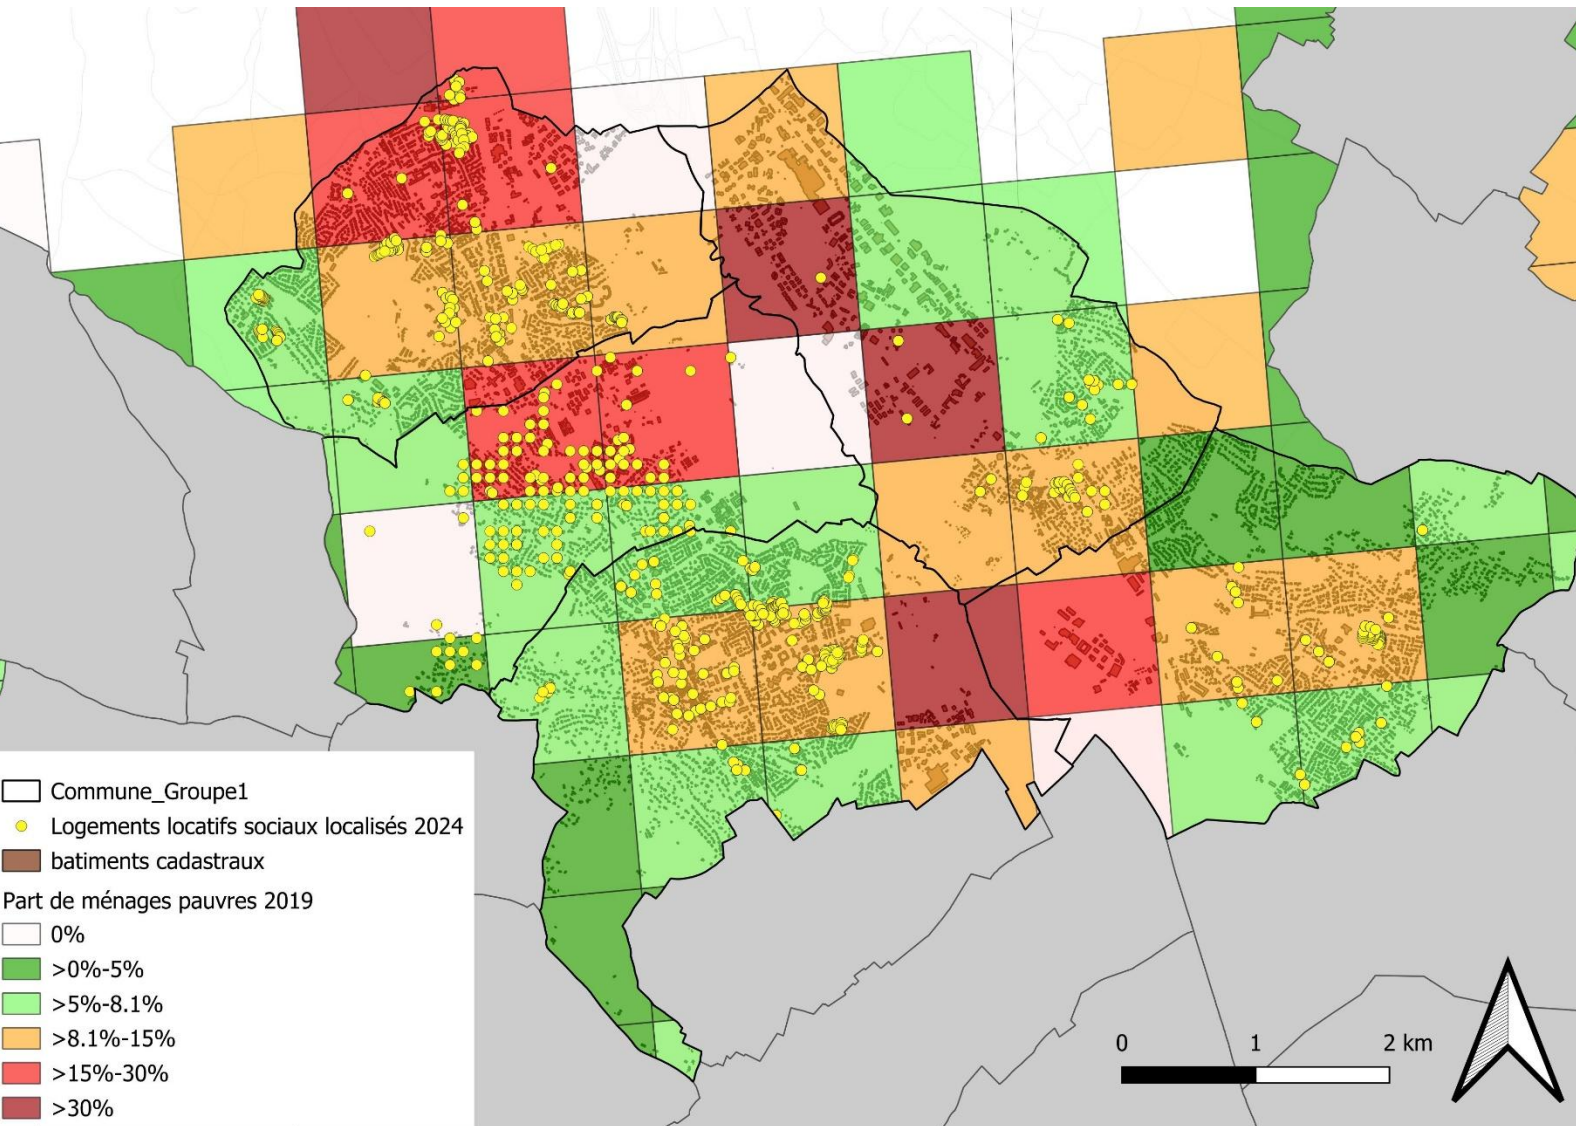 Commune_Groupe1
Logements locatifs sociaux localisés 2024
batiments cadastraux
Part de ménages pauvres 2019
0%
>0%-5%
>5%-8.1%
>8.1%-15%
>15%-30%
>30%
0 1 2 km